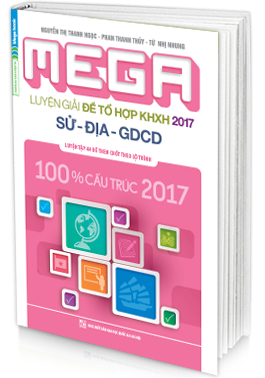 NGUYỄN THỊ THANH NGỌC - PHAN THANH THỦY - TỪ NHỊ NHUNG
MEGA
LUYỆN GIẢI ĐỀ TỔ HỢP KHXH 2017
SỬ - ĐỊA - GDCD
100 % CẤU TRÚC 2017